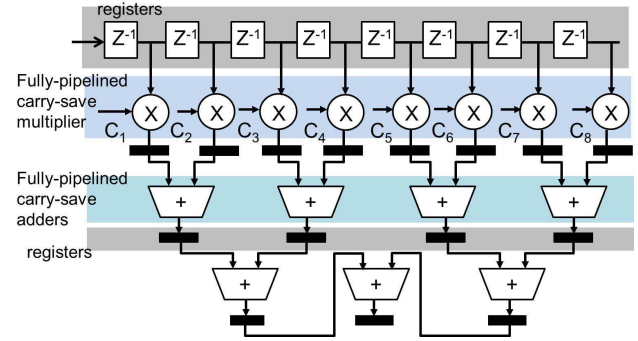 registers
Z-1 Z-1 Z-1 Z-1 Z-1 Z-1 Z-1 Z-1
Fully-pipelined
carry-save
multiplier
X X X X X X X X
C1 C2 C3 C4 C5 C6 C7 C8
Fully-pipelined
carry-save
adders
+ + + +
registers
+ + +